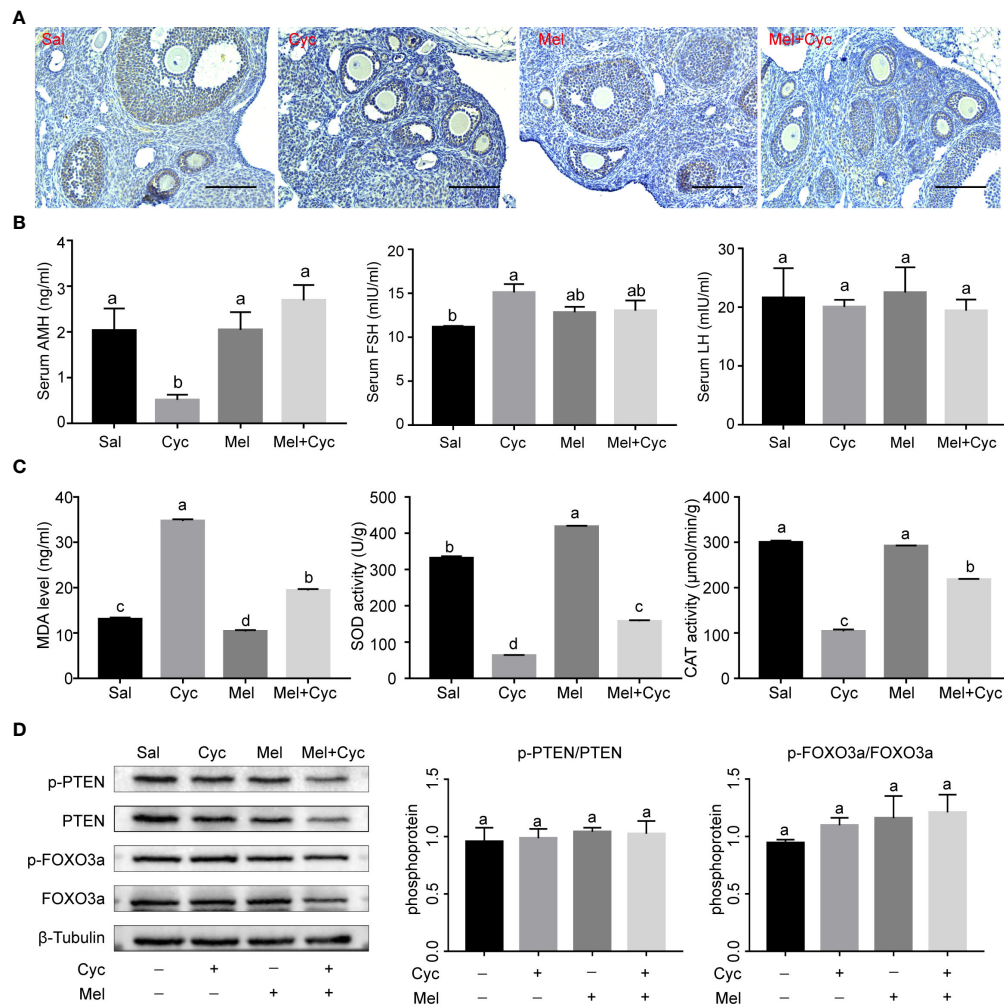 A
Sal Cyc Mel Mel+Cyc
B
Serum AMH (ng/ml)
4
3
2
1
0
a b a a
Sal Cyc Mel Mel+Cyc
Serum FSH (mIU/ml)
20
15
10
5
0
b a ab ab
Sal Cyc Mel Mel+Cyc
Serum LH (mIU/ml)
30
20
10
0
a a a a
Sal Cyc Mel Mel+Cyc
C
MDA level (ng/ml)
40
30
20
10
0
c a d b
Sal Cyc Mel Mel+Cyc
SOD activity (U/g)
500
400
300
200
100
0
b d a c
Sal Cyc Mel Mel+Cyc
CAT activity (μmol/min/g)
400
300
200
100
0
a c a b
Sal Cyc Mel Mel+Cyc
D
Sal Cyc Mel Mel+Cyc
p-PTEN
PTEN
p-FOXO3a
FOXO3a
β-Tubulin
Cyc – + – +
Mel – – + +
p-PTEN/PTEN
phosphoprotein
1.5
1.0
0.5
0.0
a a a a
Cyc – + – +
Mel – – + +
p-FOXO3a/FOXO3a
phosphoprotein
1.5
1.0
0.5
0.0
a a a a
Cyc – + – +
Mel – – + +